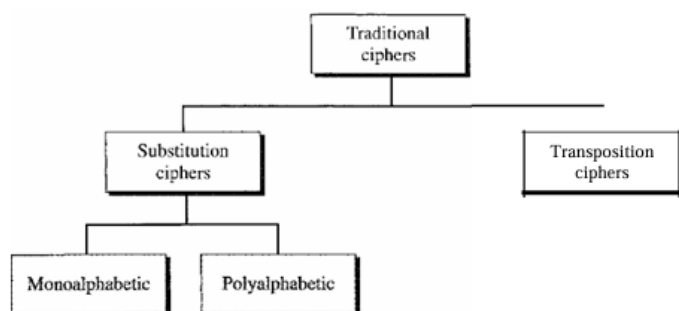 Traditional
ciphers
Substitution
ciphers
Transposition
ciphers
Monoalphabetic
Polyalphabetic